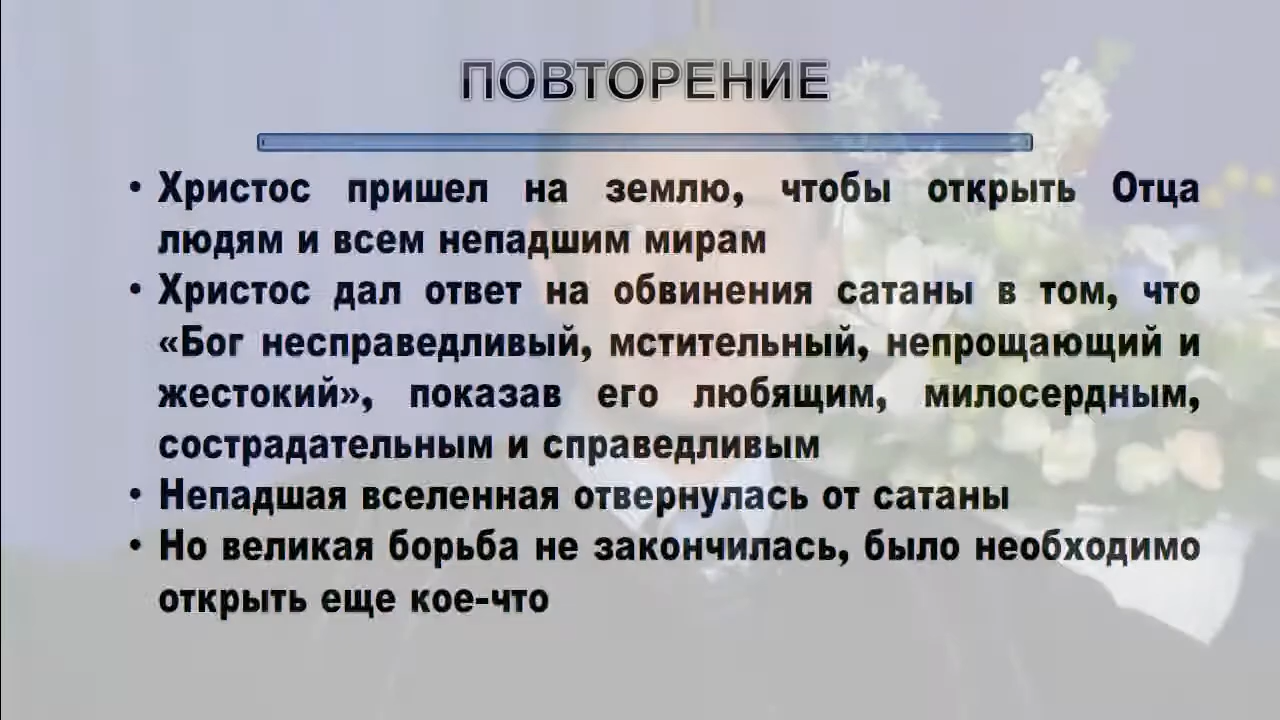 ПОВТОРЕНИЕ
• Христос пришел на землю, чтобы открыть Отца
людям и всем непадшим мирам
• Христос дал ответ на обвинения сатаны в том, что
«Бог несправедливый, мстительный, непрощающий и
жестокий», показав его любящим, милосердным,
сострадательным и справедливым
• Непадшая вселенная отвернулась от сатаны
• Но великая борьба не закончилась, было необходимо
открыть еще кое-что